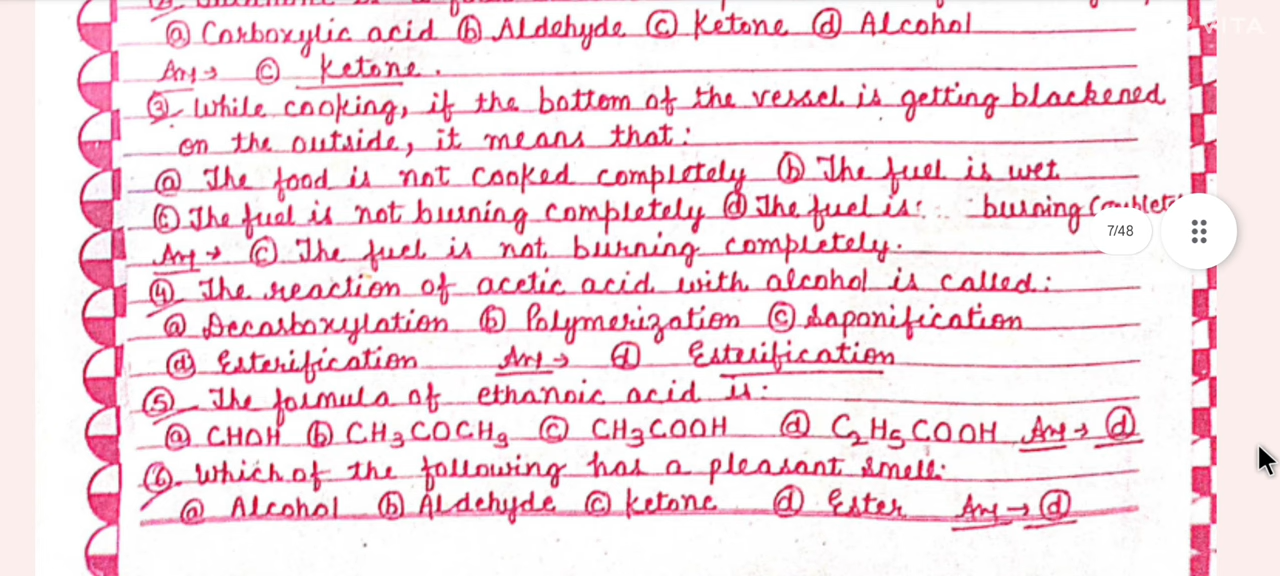 VITA
ⓐ Carboxylic acid ⓑ Aldehyde ⓒ Ketone ⓓ Alcohol
Ans→ ⓒ Ketone.
③. While cooking, if the bottom of the vessel is getting blackened
on the outside, it means that:
ⓐ The food is not cooked completely ⓑ The fuel is wet
ⓒ The fuel is not burning completely ⓓ The fuel is burning
7/48
Ans→ ⓒ The fuel is not burning completely.
④. The reaction of acetic acid with alcohol is called:
ⓐ Decarboxylation ⓑ Polymerization ⓒ Saponification
ⓓ Esterification Ans→ ⓓ Esterification
⑤. The formula of ethanoic acid is:
ⓐ CHOH ⓑ CH3COCH3 ⓒ CH3COOH ⓓ C2H5COOH Ans→ ⓓ
⑥. Which of the following has a pleasant smell:
ⓐ Alcohol ⓑ Aldehyde ⓒ Ketone ⓓ Ester Ans→ ⓓ